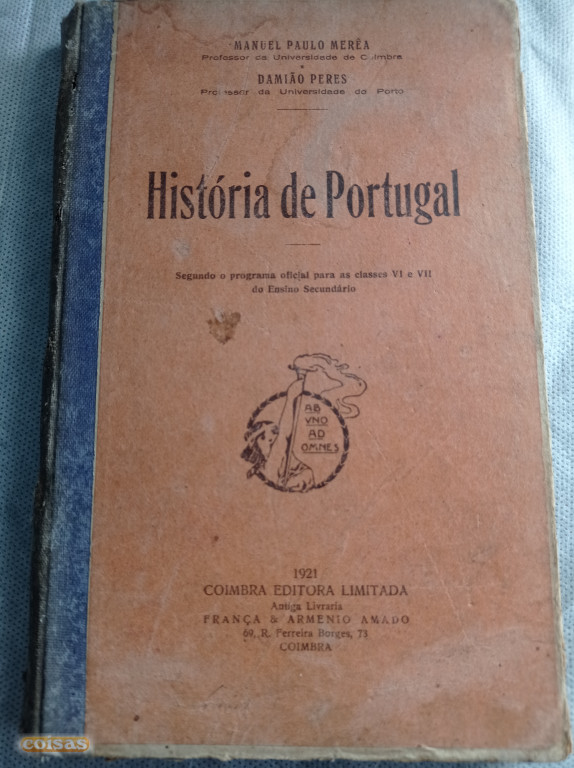 MANUEL PAULO MERÊA
Professor da Universidade de Coimbra
DAMIÃO PERES
Professor da Universidade do Porto
História de Portugal
Segundo o programa oficial para as classes VI e VII
do Ensino Secundário
AB
VNO
AD
OMNES
1921
COIMBRA EDITORA LIMITADA
Antiga Livraria
FRANÇA & ARMENIO AMADO
69, R. Ferreira Borges, 73
COIMBRA
coisas